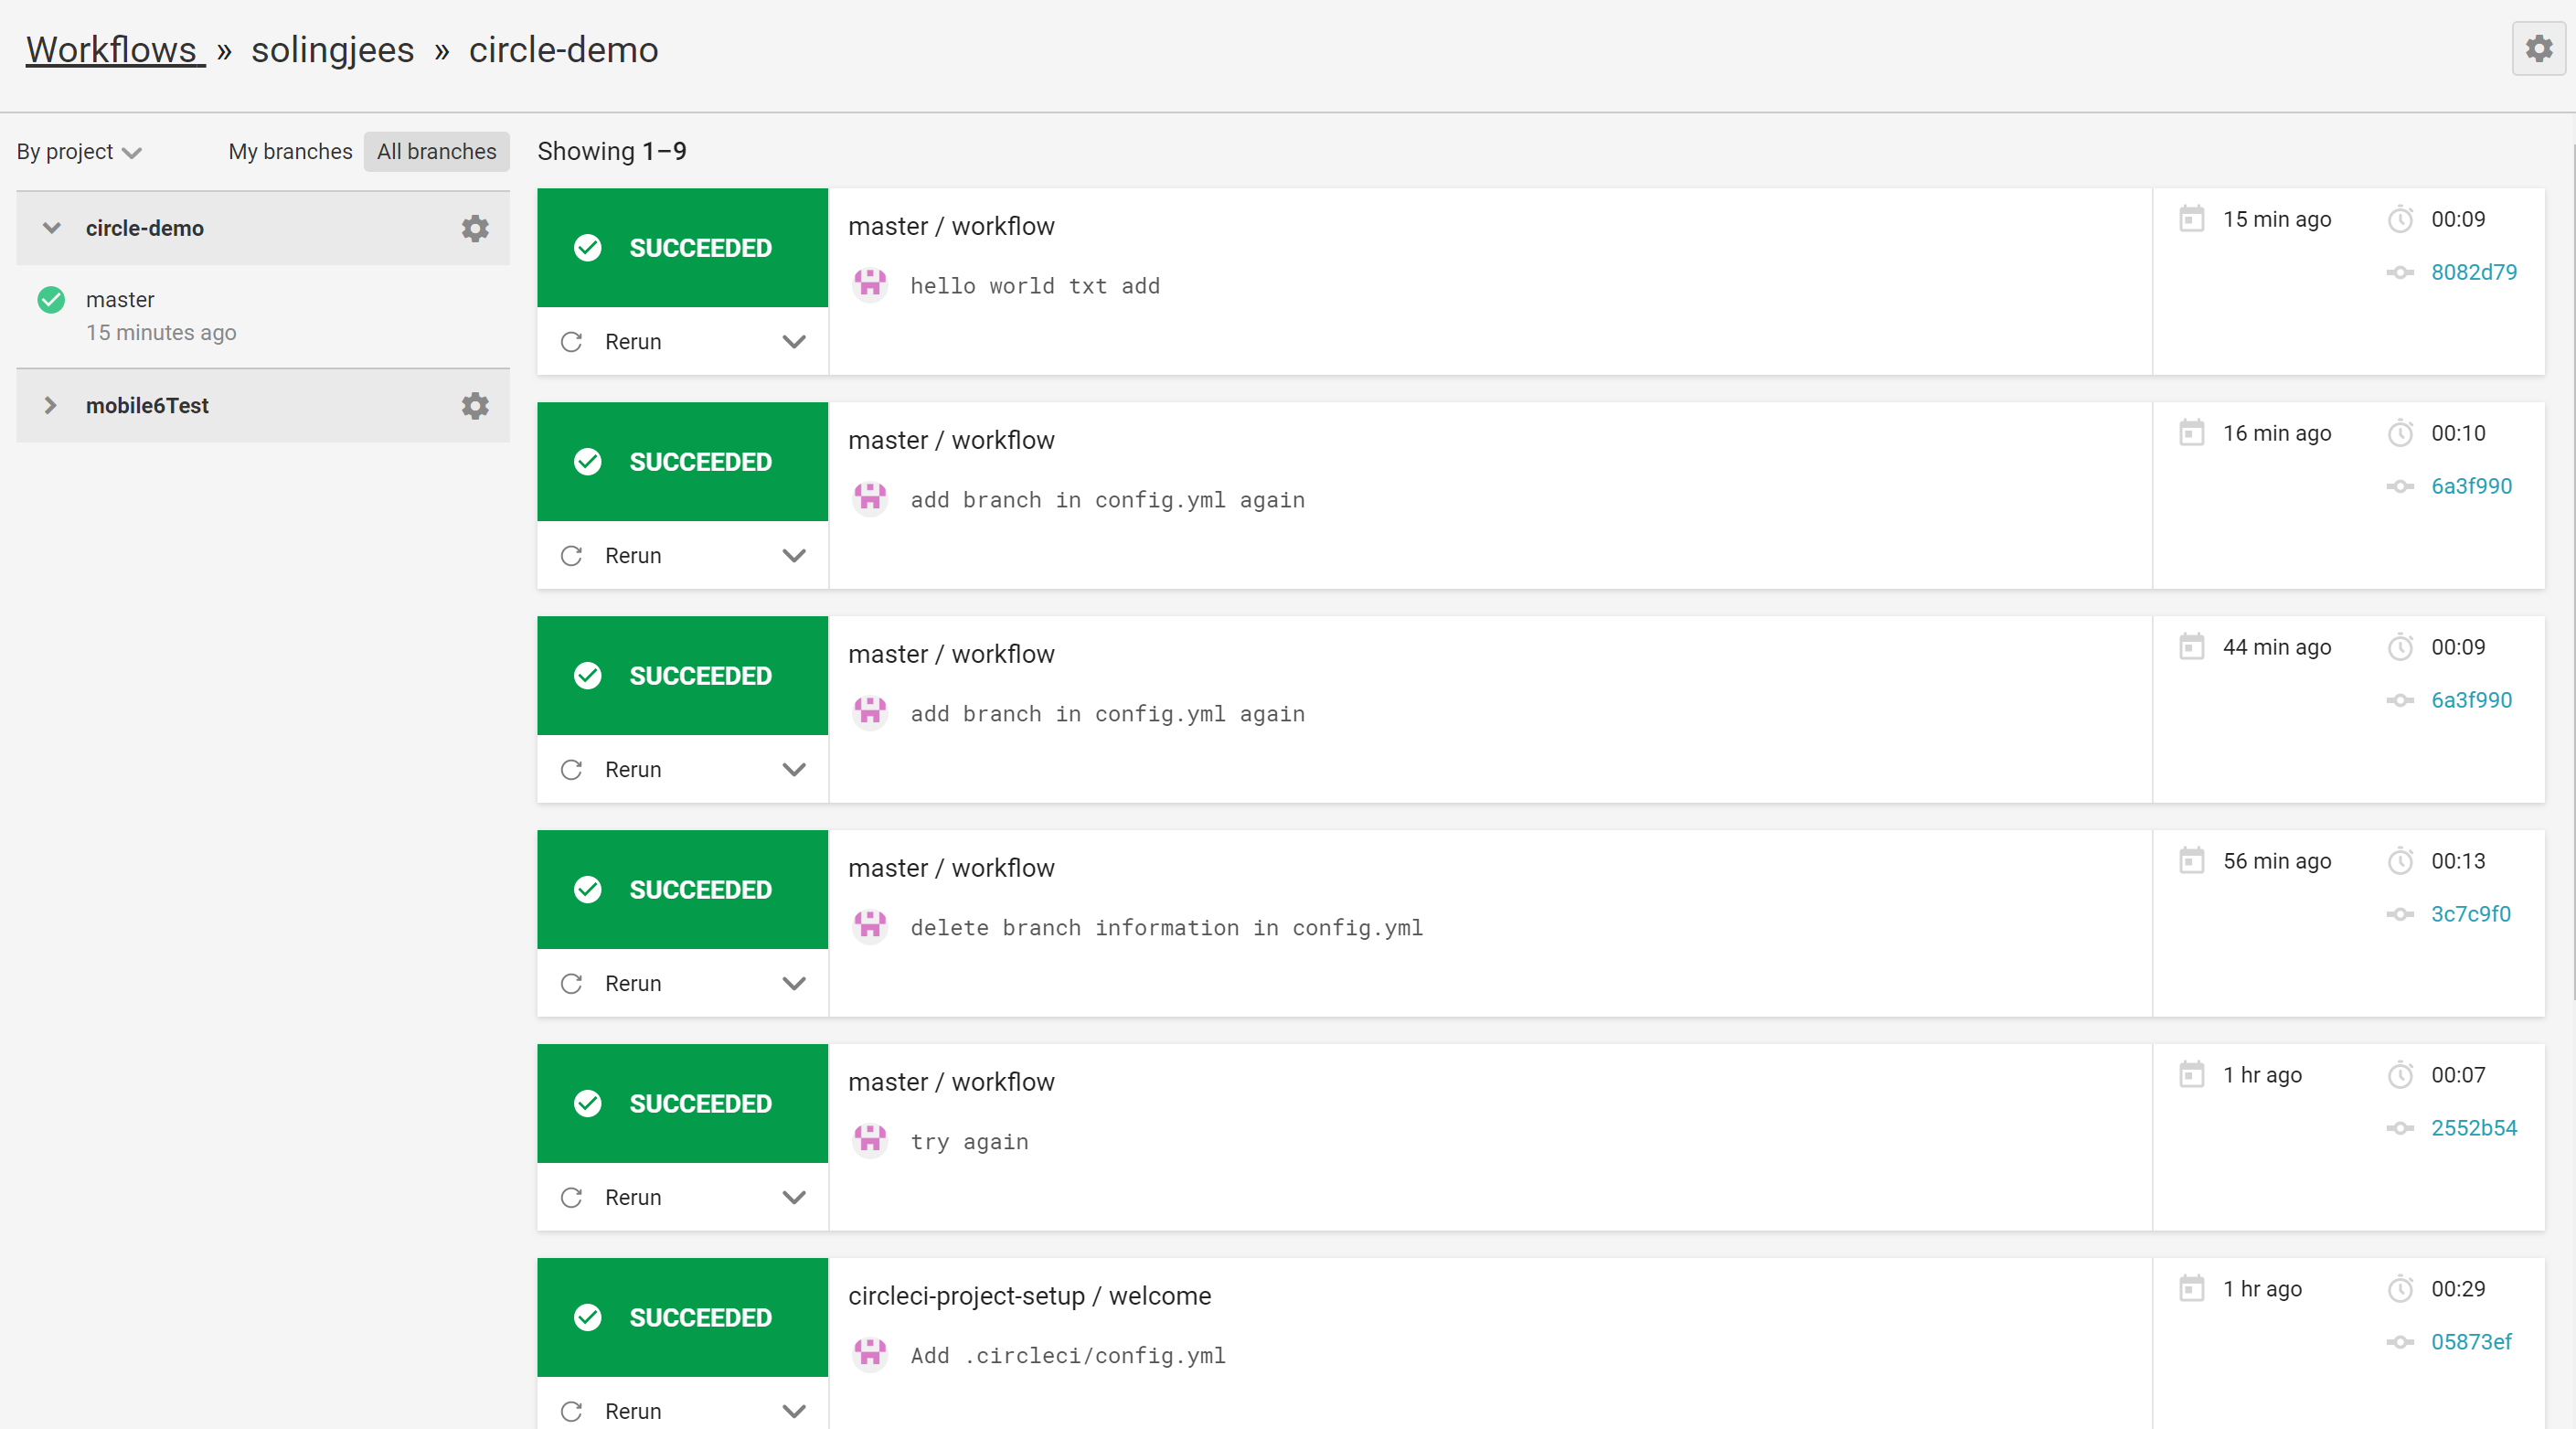 Workflows » solingjees » circle-demo
By project My branches All branches
circle-demo
master
15 minutes ago
mobile6Test
Showing 1–9
SUCCEEDED
Rerun
master / workflow
hello world txt add
15 min ago 00:09
8082d79
SUCCEEDED
Rerun
master / workflow
add branch in config.yml again
16 min ago 00:10
6a3f990
SUCCEEDED
Rerun
master / workflow
add branch in config.yml again
44 min ago 00:09
6a3f990
SUCCEEDED
Rerun
master / workflow
delete branch information in config.yml
56 min ago 00:13
3c7c9f0
SUCCEEDED
Rerun
master / workflow
try again
1 hr ago 00:07
2552b54
SUCCEEDED
Rerun
circleci-project-setup / welcome
Add .circleci/config.yml
1 hr ago 00:29
05873ef